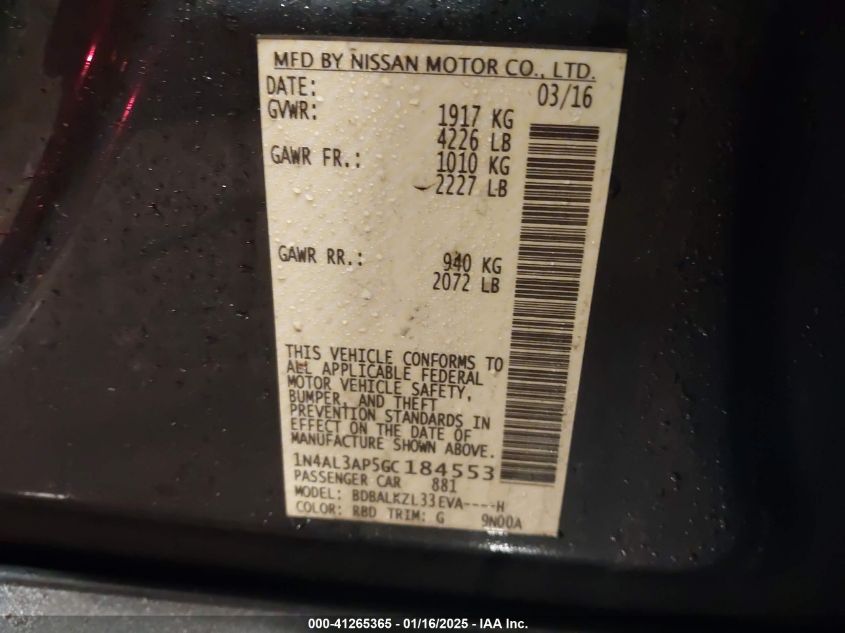 MFD BY NISSAN MOTOR CO., LTD.
DATE: 03/16
GVWR: 1917 KG
4226 LB
GAWR FR.: 1010 KG
2227 LB
GAWR RR.: 940 KG
2072 LB
THIS VEHICLE CONFORMS TO
ALL APPLICABLE FEDERAL
MOTOR VEHICLE SAFETY,
BUMPER, AND THEFT
PREVENTION STANDARDS IN
EFFECT ON THE DATE OF
MANUFACTURE SHOWN ABOVE.
1N4AL3AP5GC184553
PASSENGER CAR 881
MODEL: BDBALKZL33EVA----H
COLOR: RBD TRIM: G 9N00A
000-41265365 - 01/16/2025 - IAA Inc.